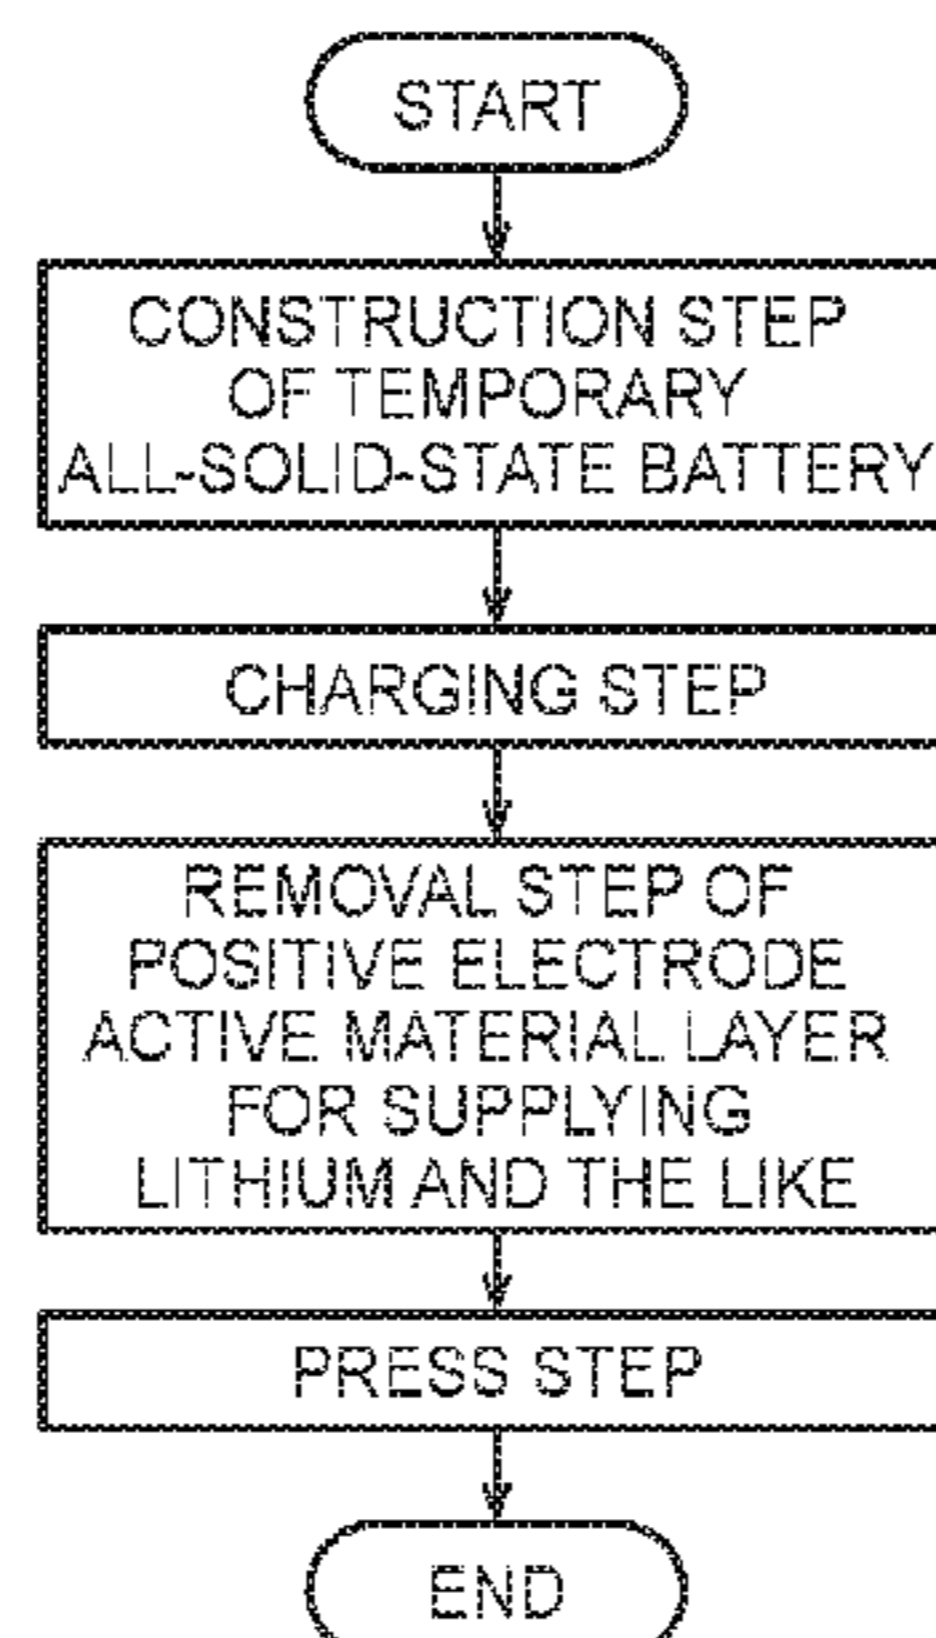 START
CONSTRUCTION STEP
OF TEMPORARY
ALL-SOLID-STATE BATTERY
CHARGING STEP
REMOVAL STEP OF
POSITIVE ELECTRODE
ACTIVE MATERIAL LAYER
FOR SUPPLYING
LITHIUM AND THE LIKE
PRESS STEP
END